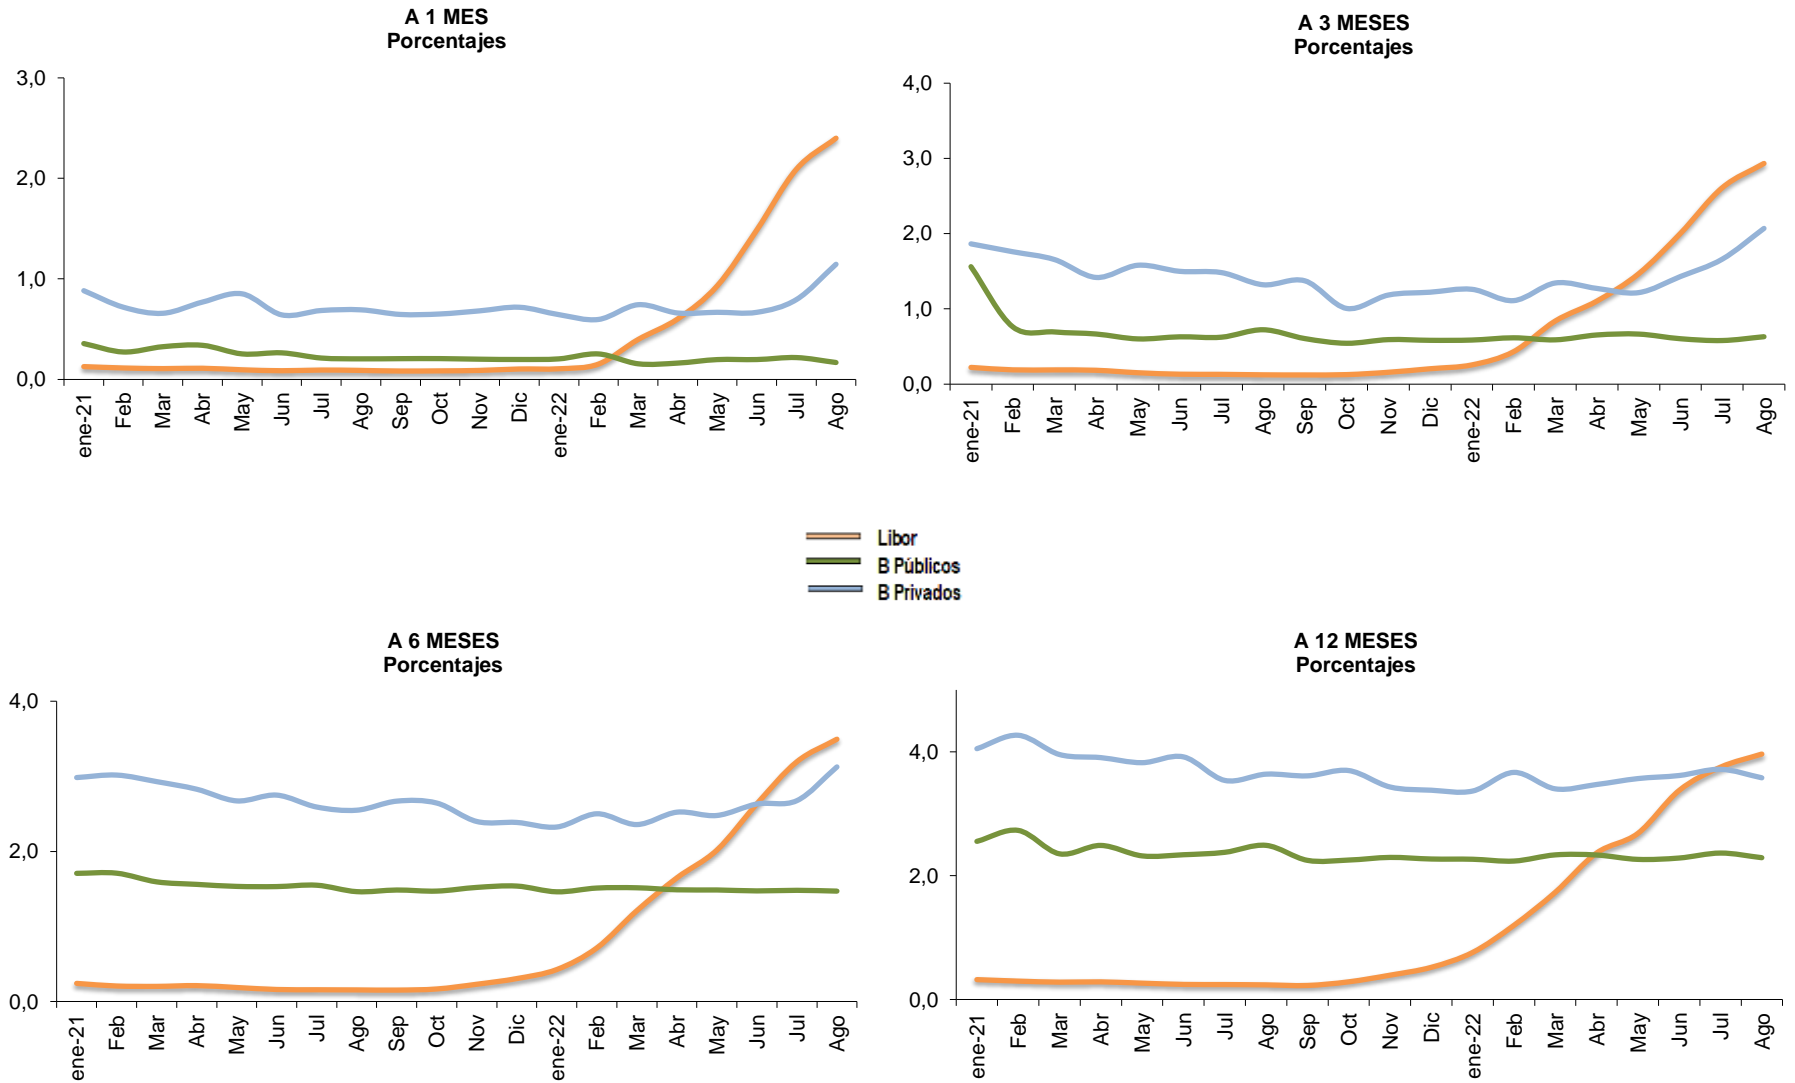 A 1 MES
Porcentajes
3,0
2,0
1,0
0,0
ene-21
Feb
Mar
Abr
May
Jun
Jul
Ago
Sep
Oct
Nov
Dic
ene-22
Feb
Mar
Abr
May
Jun
Jul
Ago
A 3 MESES
Porcentajes
4,0
3,0
2,0
1,0
0,0
ene-21
Feb
Mar
Abr
May
Jun
Jul
Ago
Sep
Oct
Nov
Dic
ene-22
Feb
Mar
Abr
May
Jun
Jul
Ago
Libor
B Públicos
B Privados
A 6 MESES
Porcentajes
4,0
2,0
0,0
ene-21
Feb
Mar
Abr
May
Jun
Jul
Ago
Sep
Oct
Nov
Dic
ene-22
Feb
Mar
Abr
May
Jun
Jul
Ago
A 12 MESES
Porcentajes
4,0
2,0
0,0
ene-21
Feb
Mar
Abr
May
Jun
Jul
Ago
Sep
Oct
Nov
Dic
ene-22
Feb
Mar
Abr
May
Jun
Jul
Ago